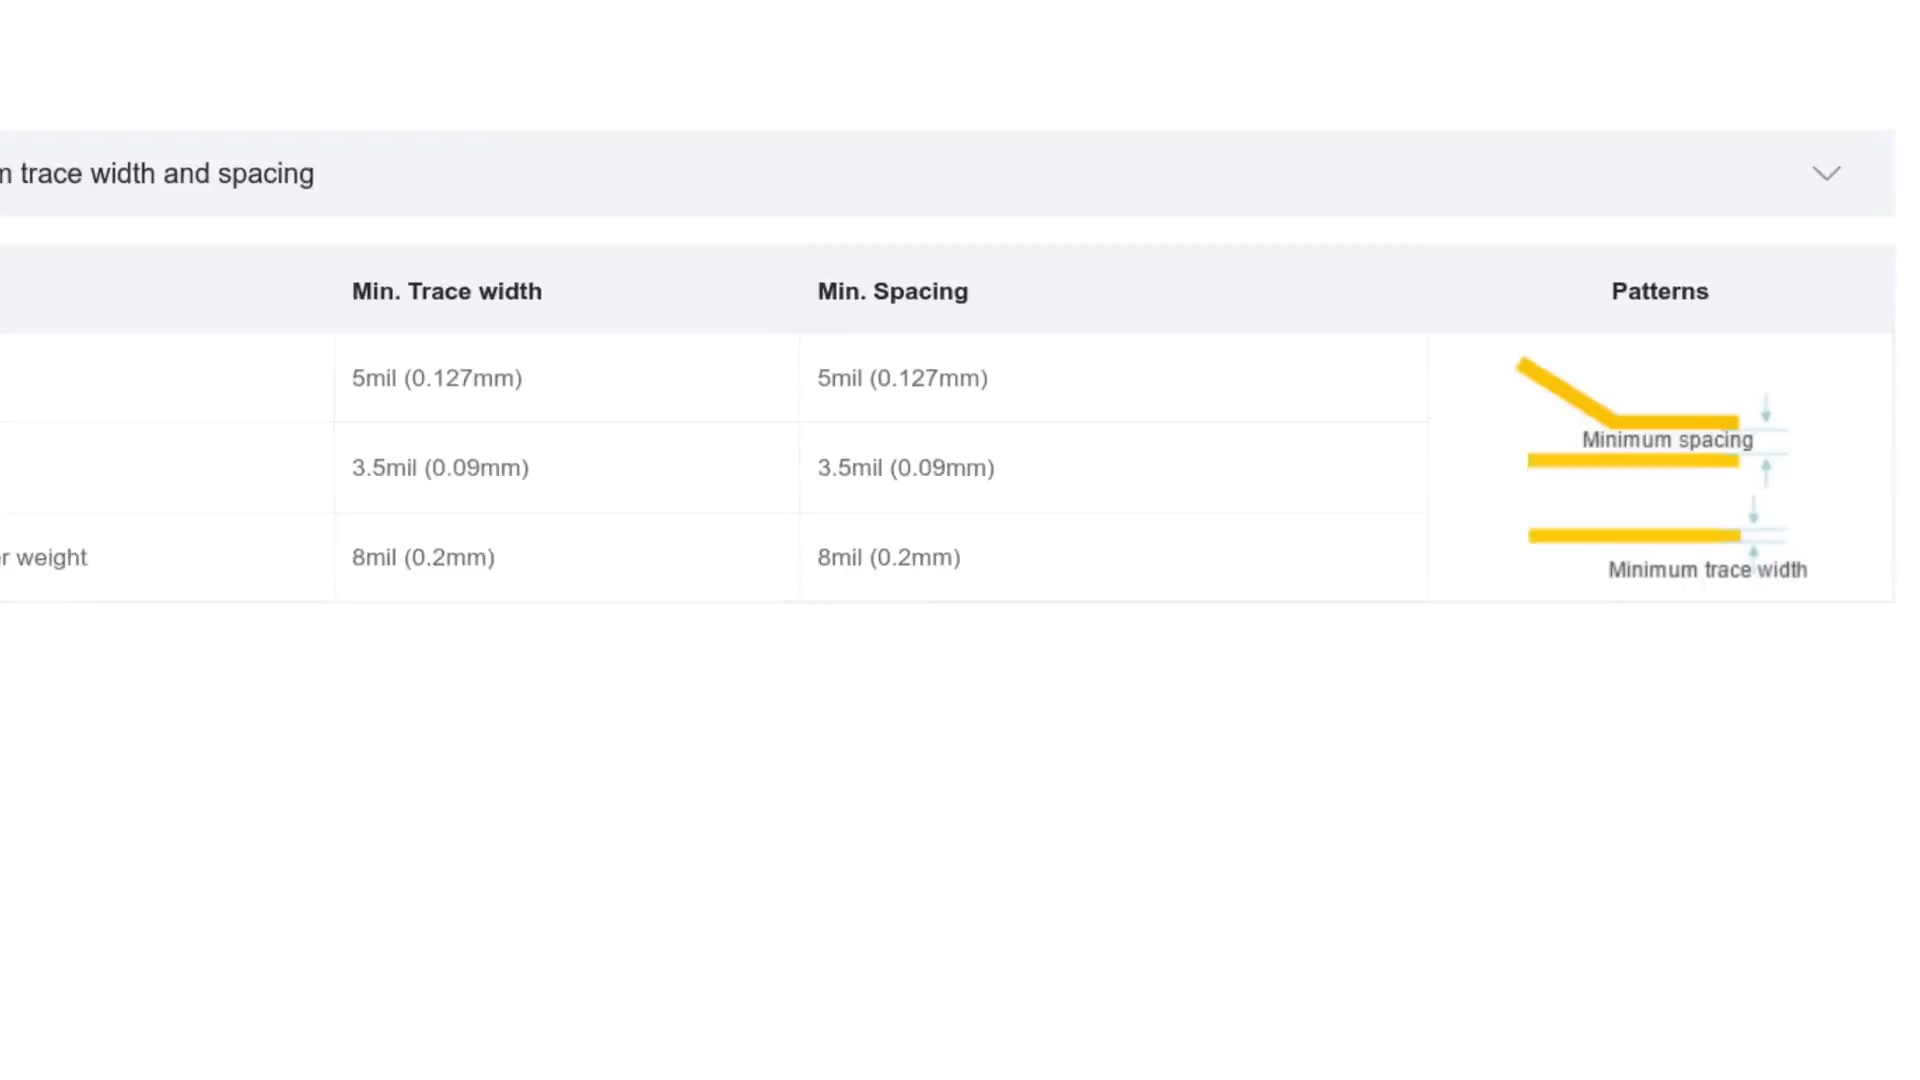 trace width and spacing
Min. Trace width Min. Spacing Patterns
5mil (0.127mm) 5mil (0.127mm)
Minimum spacing
3.5mil (0.09mm) 3.5mil (0.09mm)
weight 8mil (0.2mm) 8mil (0.2mm)
Minimum trace width